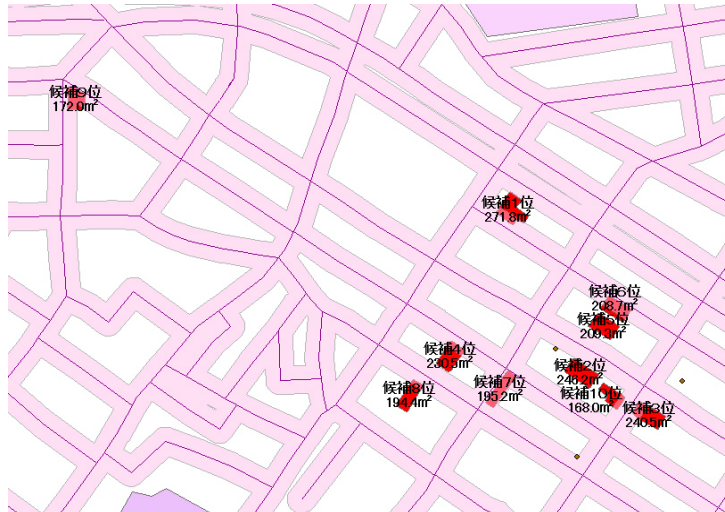 候補9位
172.0㎡
候補1位
271.8㎡
候補6位
208.7㎡
候補5位
209.3㎡
候補4位
230.5㎡
候補2位
248.2㎡
候補7位
195.2㎡
候補8位
194.4㎡
候補10位
168.0㎡
候補3位
240.5㎡